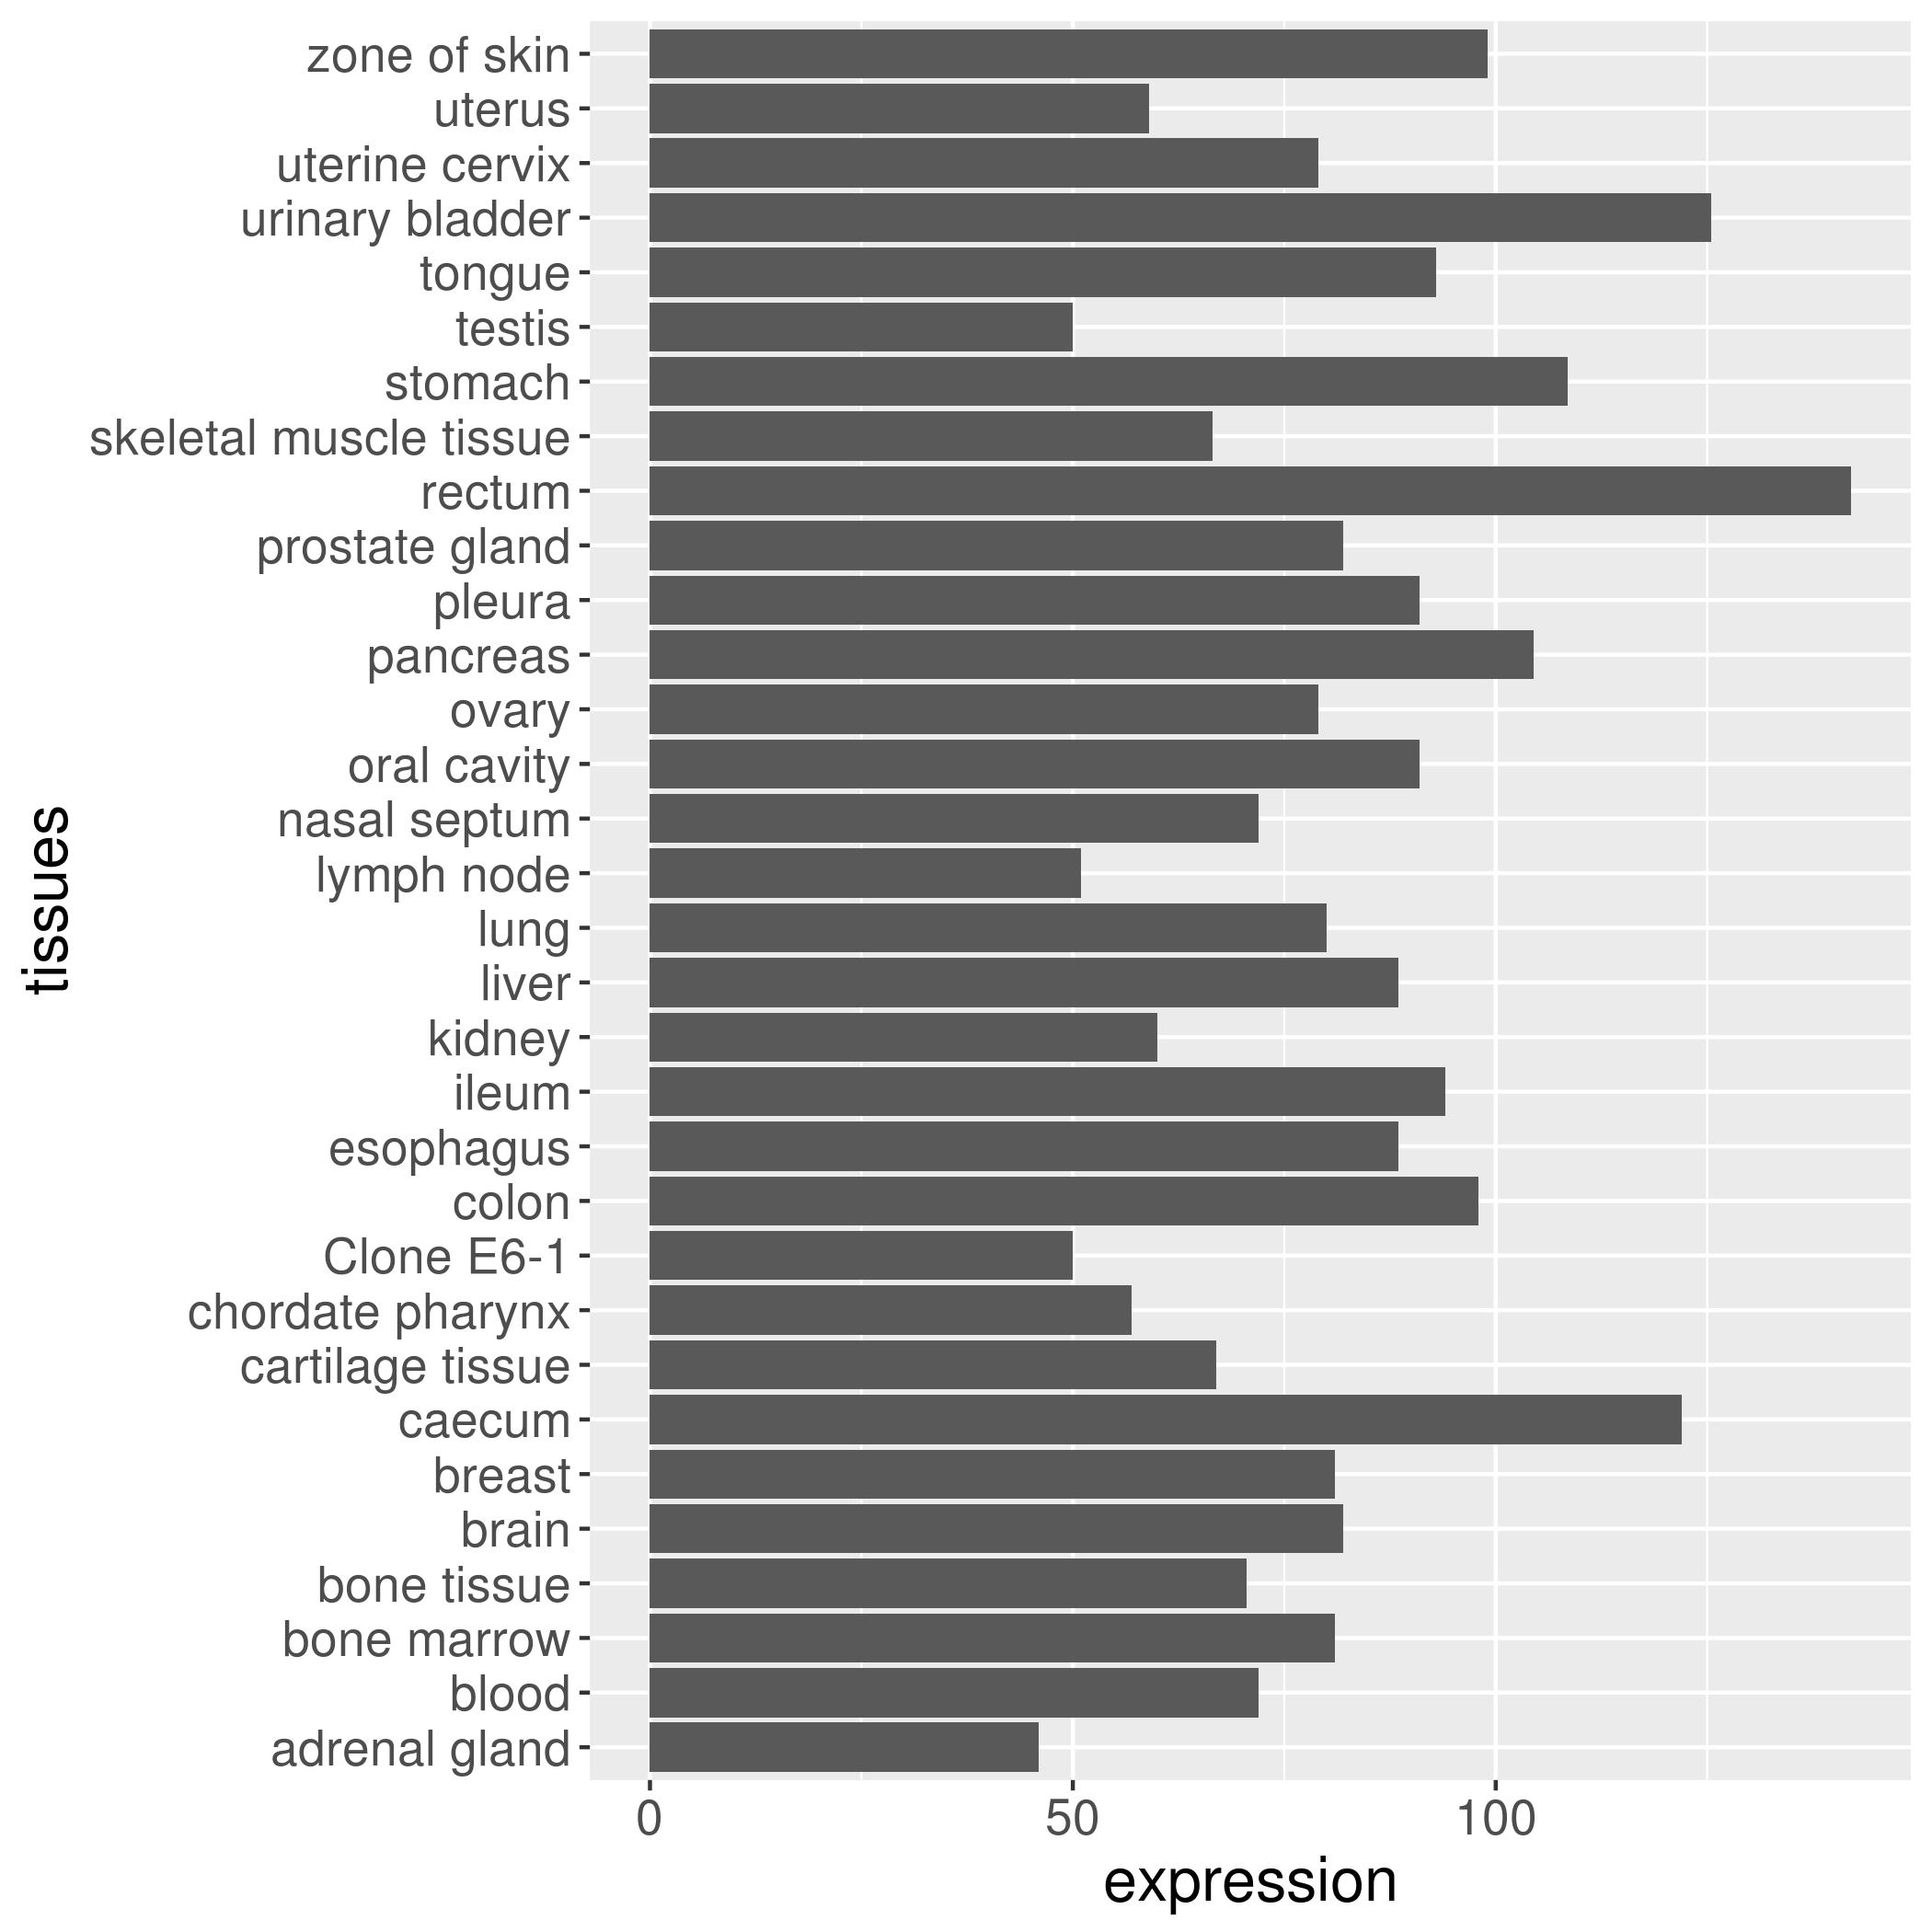 zone of skin
uterus
uterine cervix
urinary bladder
tongue
testis
stomach
skeletal muscle tissue
rectum
prostate gland
pleura
pancreas
ovary
oral cavity
nasal septum
lymph node
lung
liver
kidney
ileum
esophagus
colon
Clone E6-1
chordate pharynx
cartilage tissue
caecum
breast
brain
bone tissue
bone marrow
blood
adrenal gland
tissues
0 50 100
expression